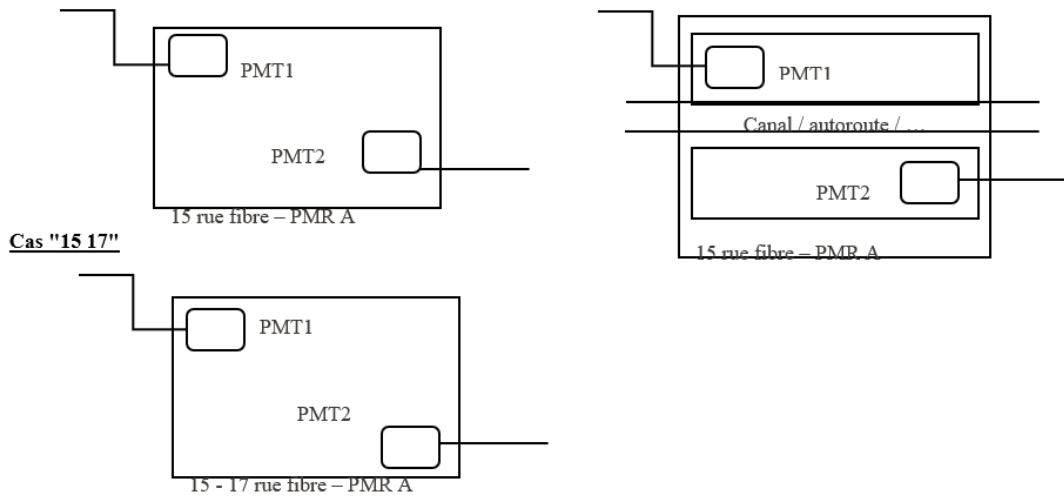 PMT1
PMT2
15 rue fibre – PMR A
PMT1
Canal / autoroute / ...
PMT2
15 rue fibre – PMR A
Cas "15 17"
PMT1
PMT2
15 - 17 rue fibre – PMR A